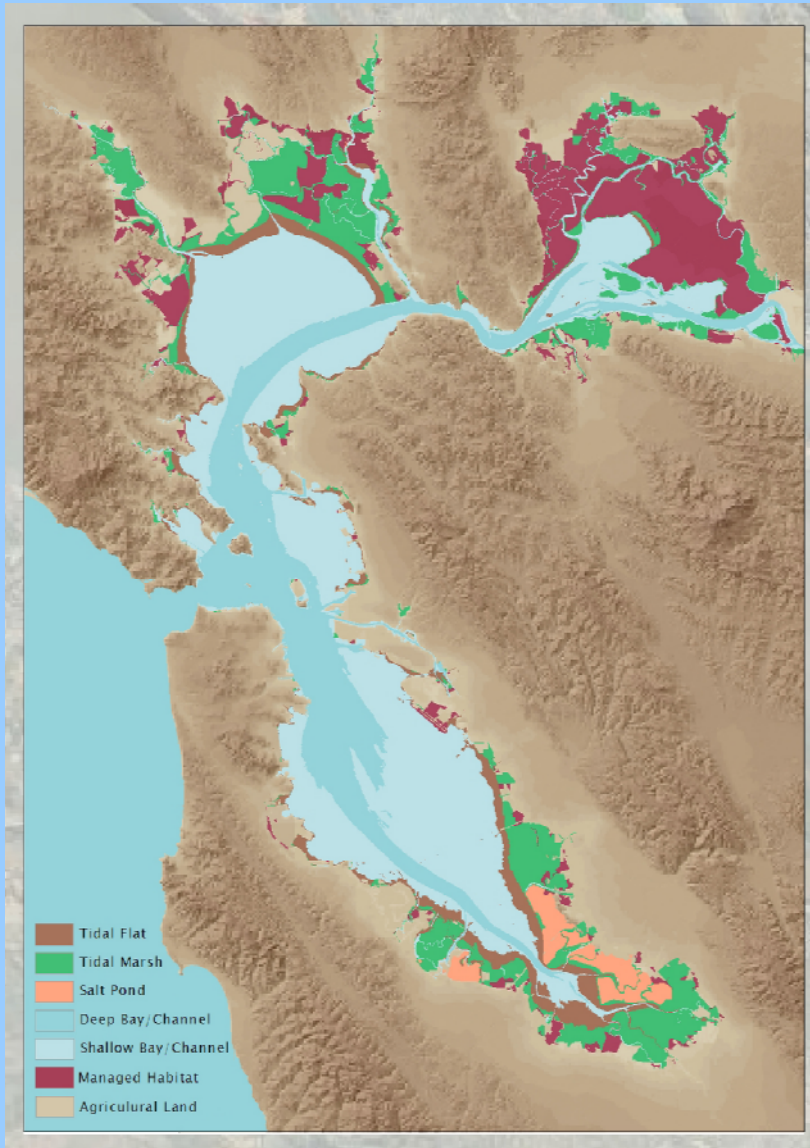 Tidal Flat
Tidal Marsh
Salt Pond
Deep Bay/Channel
Shallow Bay/Channel
Managed Habitat
Agriculural Land